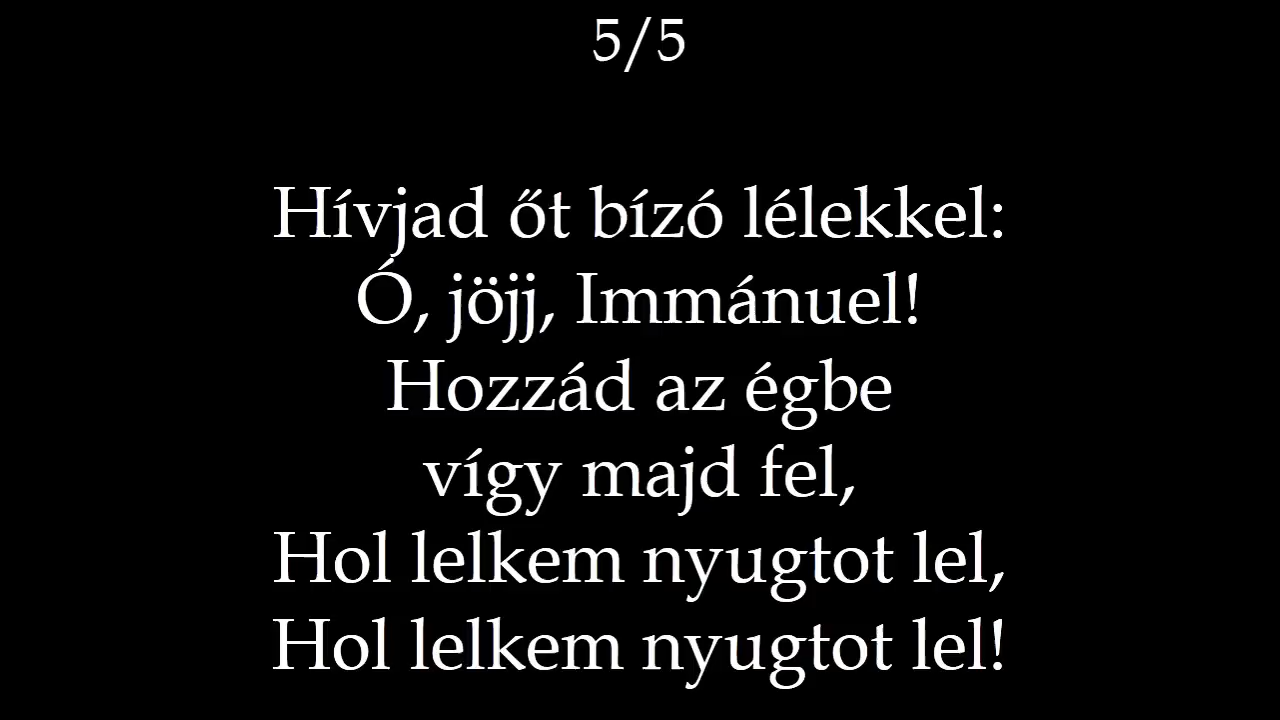 5/5
Hívjad őt bízó lélekkel:
Ó, jöjj, Immánuel!
Hozzád az égbe
vígy majd fel,
Hol lelkem nyugtot lel,
Hol lelkem nyugtot lel!